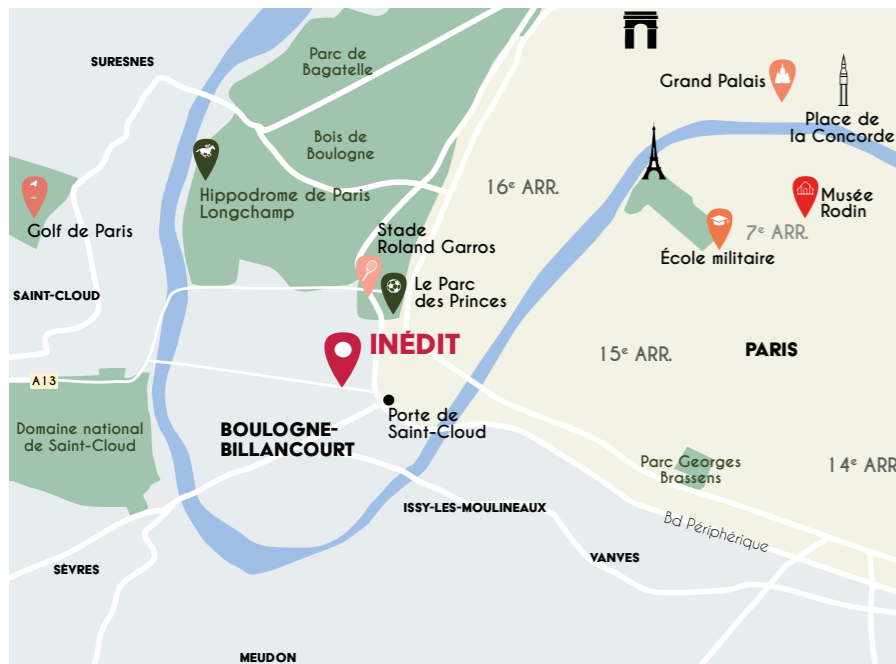 SURESNES
Parc de
Bagatelle
Grand Palais
Place de
la Concorde
Bois de
Boulogne
Hippodrome de Paris
Longchamp
16e ARR.
Musée
Rodin
Golf de Paris
Stade
Roland Garros
7e ARR.
École militaire
Le Parc
des Princes
SAINT-CLOUD
INÉDIT
15e ARR.
PARIS
A13
Domaine national
de Saint-Cloud
BOULOGNE-
BILLANCOURT
Porte de
Saint-Cloud
Parc Georges
Brassens
14e ARR
ISSY-LES-MOULINEAUX
Bd Périphérique
VANVES
SÈVRES
MEUDON